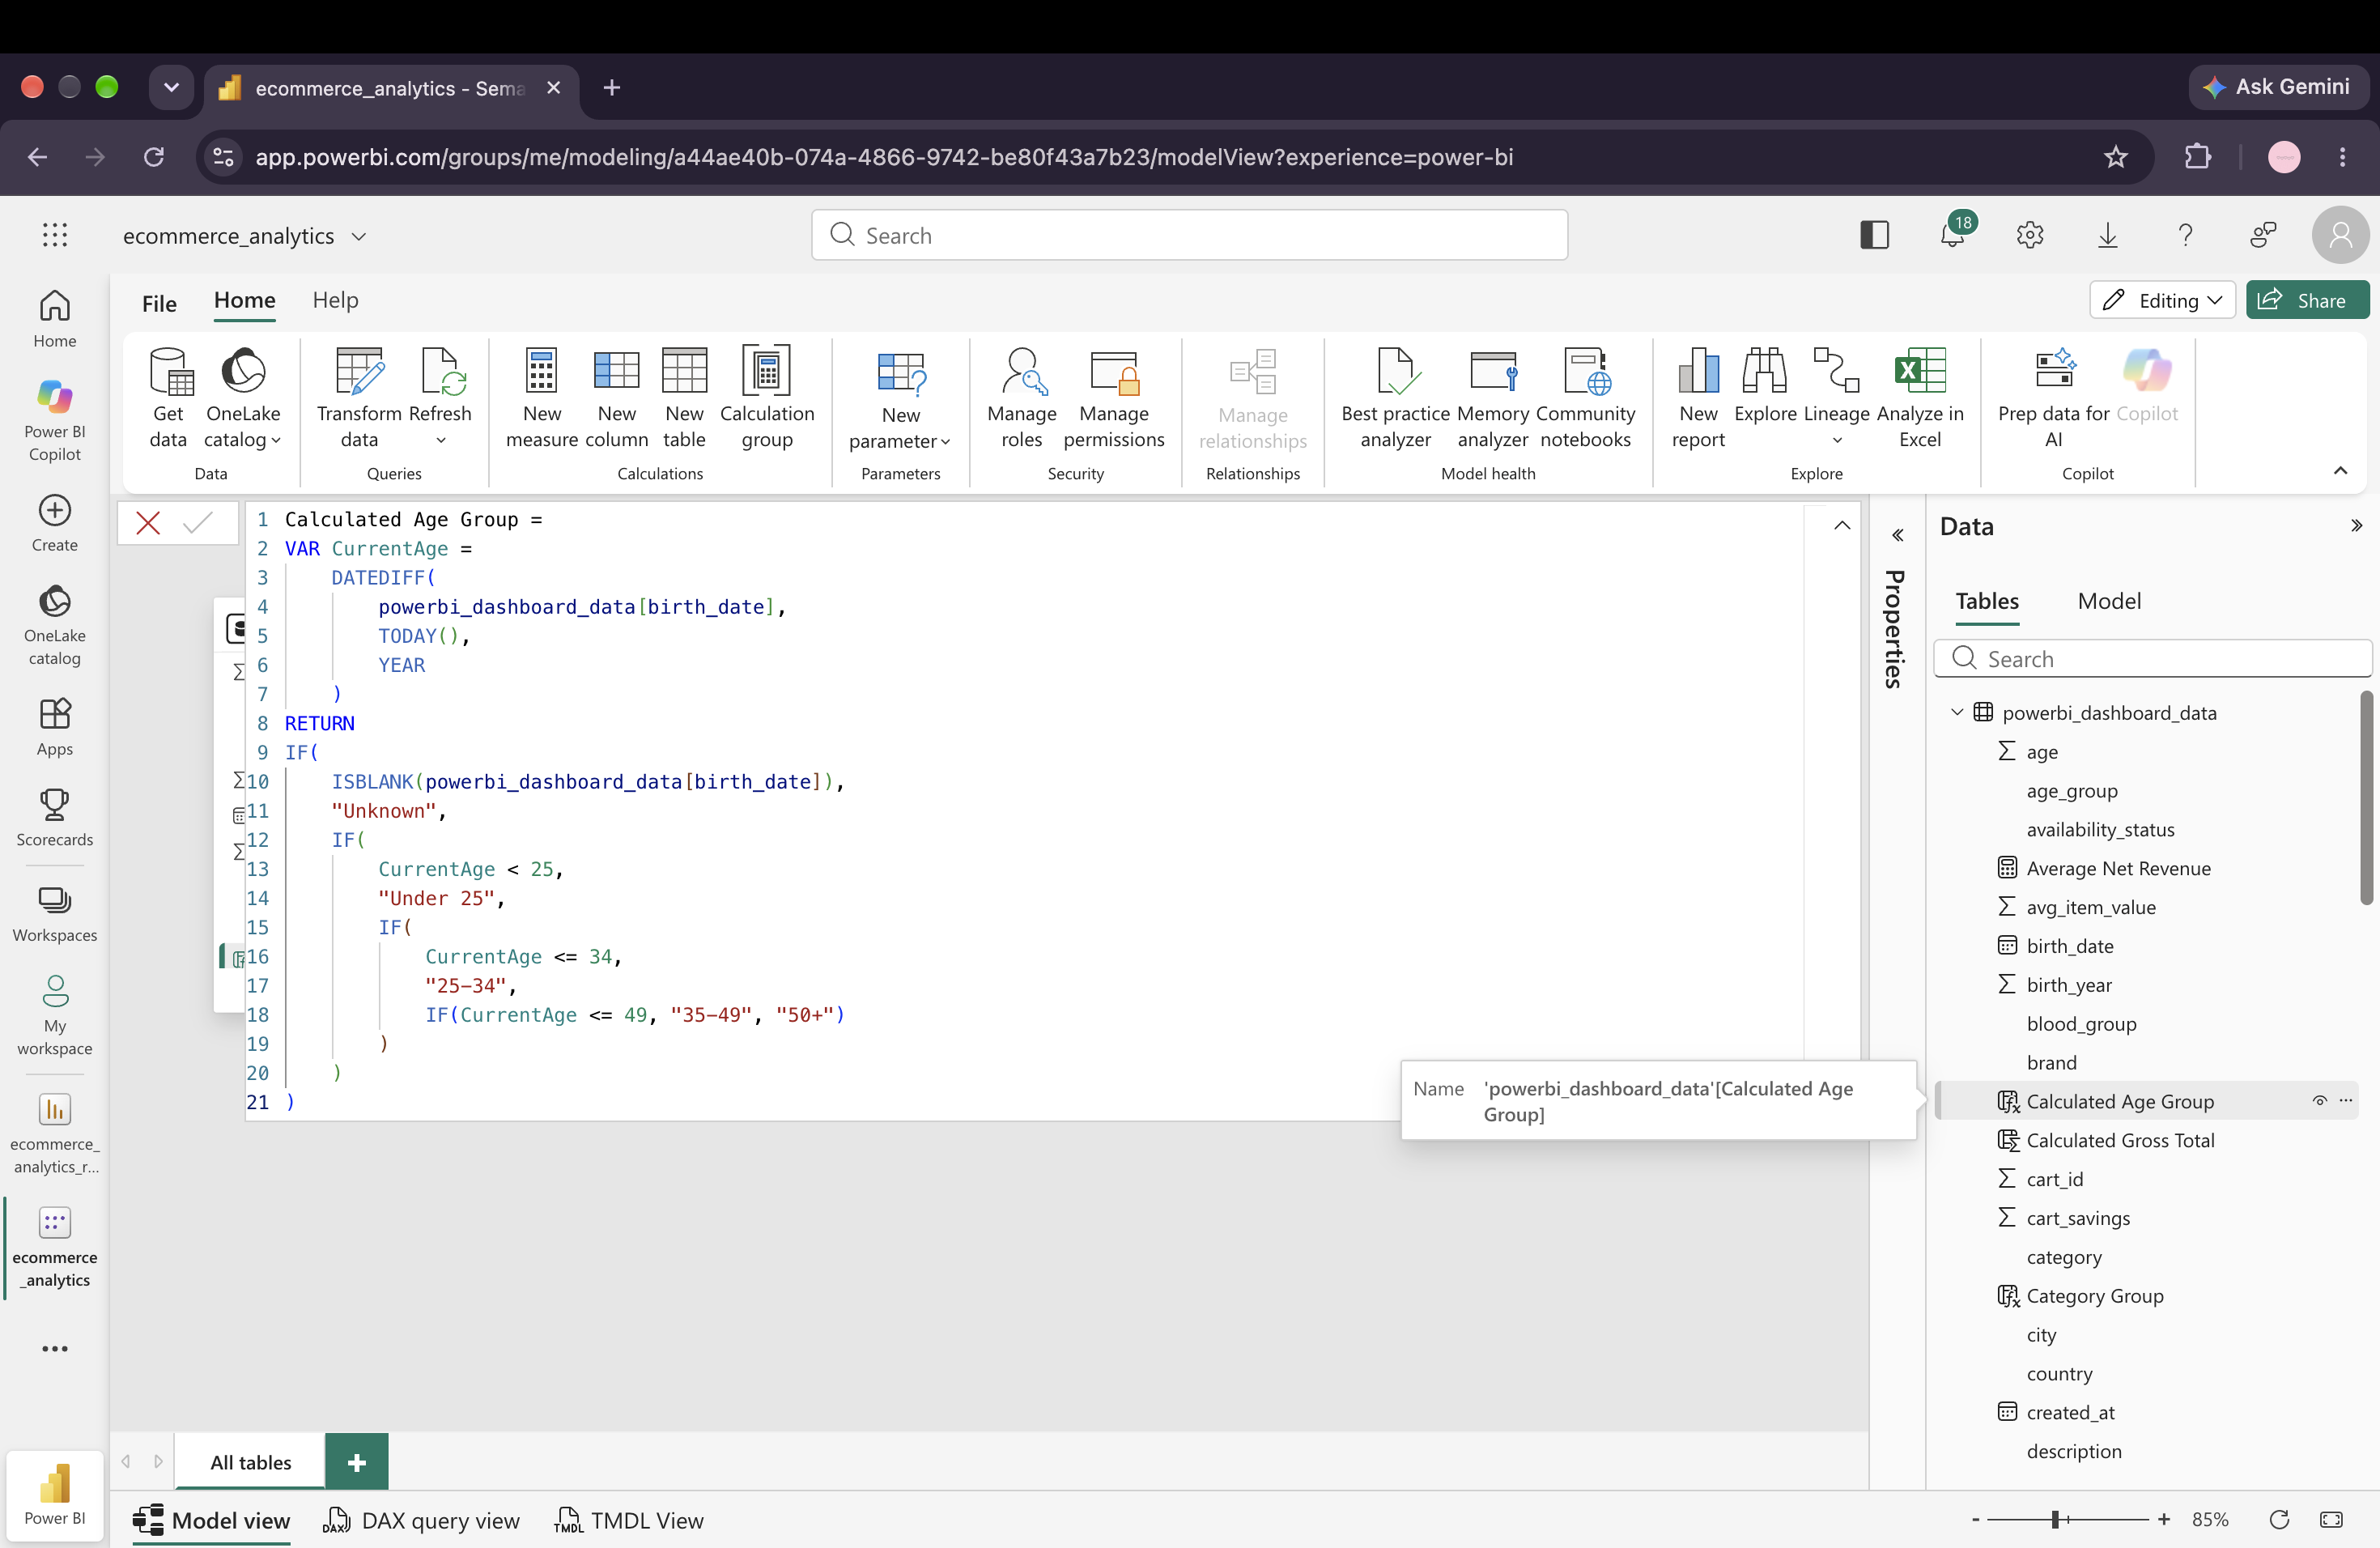 ecommerce_analytics - Sema
Ask Gemini
app.powerbi.com/groups/me/modeling/a44ae40b-074a-4866-9742-be80f43a7b23/modelView?experience=power-bi
ecommerce_analytics
Search
18
File
Home
Help
Editing
Share
Get data
OneLake catalog
Data
Transform data
Refresh
Queries
New measure
New column
New table
Calculation group
Calculations
New parameter
Parameters
Manage roles
Manage permissions
Security
Manage relationships
Relationships
Best practice analyzer
Memory analyzer
Community notebooks
Model health
New report
Explore
Lineage
Analyze in Excel
Explore
Prep data for AI
Copilot
Copilot
Home
Power BI Copilot
Create
OneLake catalog
Apps
Scorecards
Workspaces
My workspace
ecommerce_analytics_r...
ecommerce_analytics
Power BI
1 Calculated Age Group =
2 VAR CurrentAge =
3 DATEDIFF(
4 powerbi_dashboard_data[birth_date],
5 TODAY(),
6 YEAR
7 )
8 RETURN
9 IF(
10 ISBLANK(powerbi_dashboard_data[birth_date]),
11 "Unknown",
12 IF(
13 CurrentAge < 25,
14 "Under 25",
15 IF(
16 CurrentAge <= 34,
17 "25-34",
18 IF(CurrentAge <= 49, "35-49", "50+")
19 )
20 )
21 )
Name 'powerbi_dashboard_data'[Calculated Age
Group]
Properties
Data
Tables
Model
Search
powerbi_dashboard_data
age
age_group
availability_status
Average Net Revenue
avg_item_value
birth_date
birth_year
blood_group
brand
Calculated Age Group
Calculated Gross Total
cart_id
cart_savings
category
Category Group
city
country
created_at
description
All tables
Model view
DAX
DAX query view
TMDL
TMDL View
- + 85%